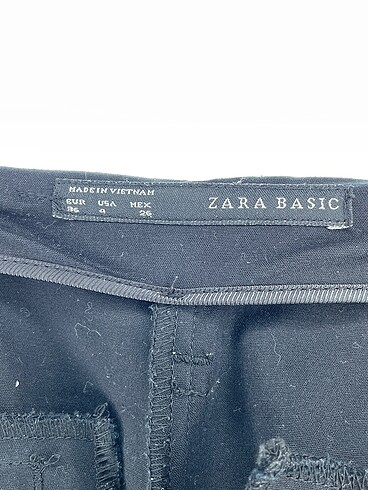 MADE IN VIETNAM
EUR USA MEX
36 4 26
ZARA BASIC